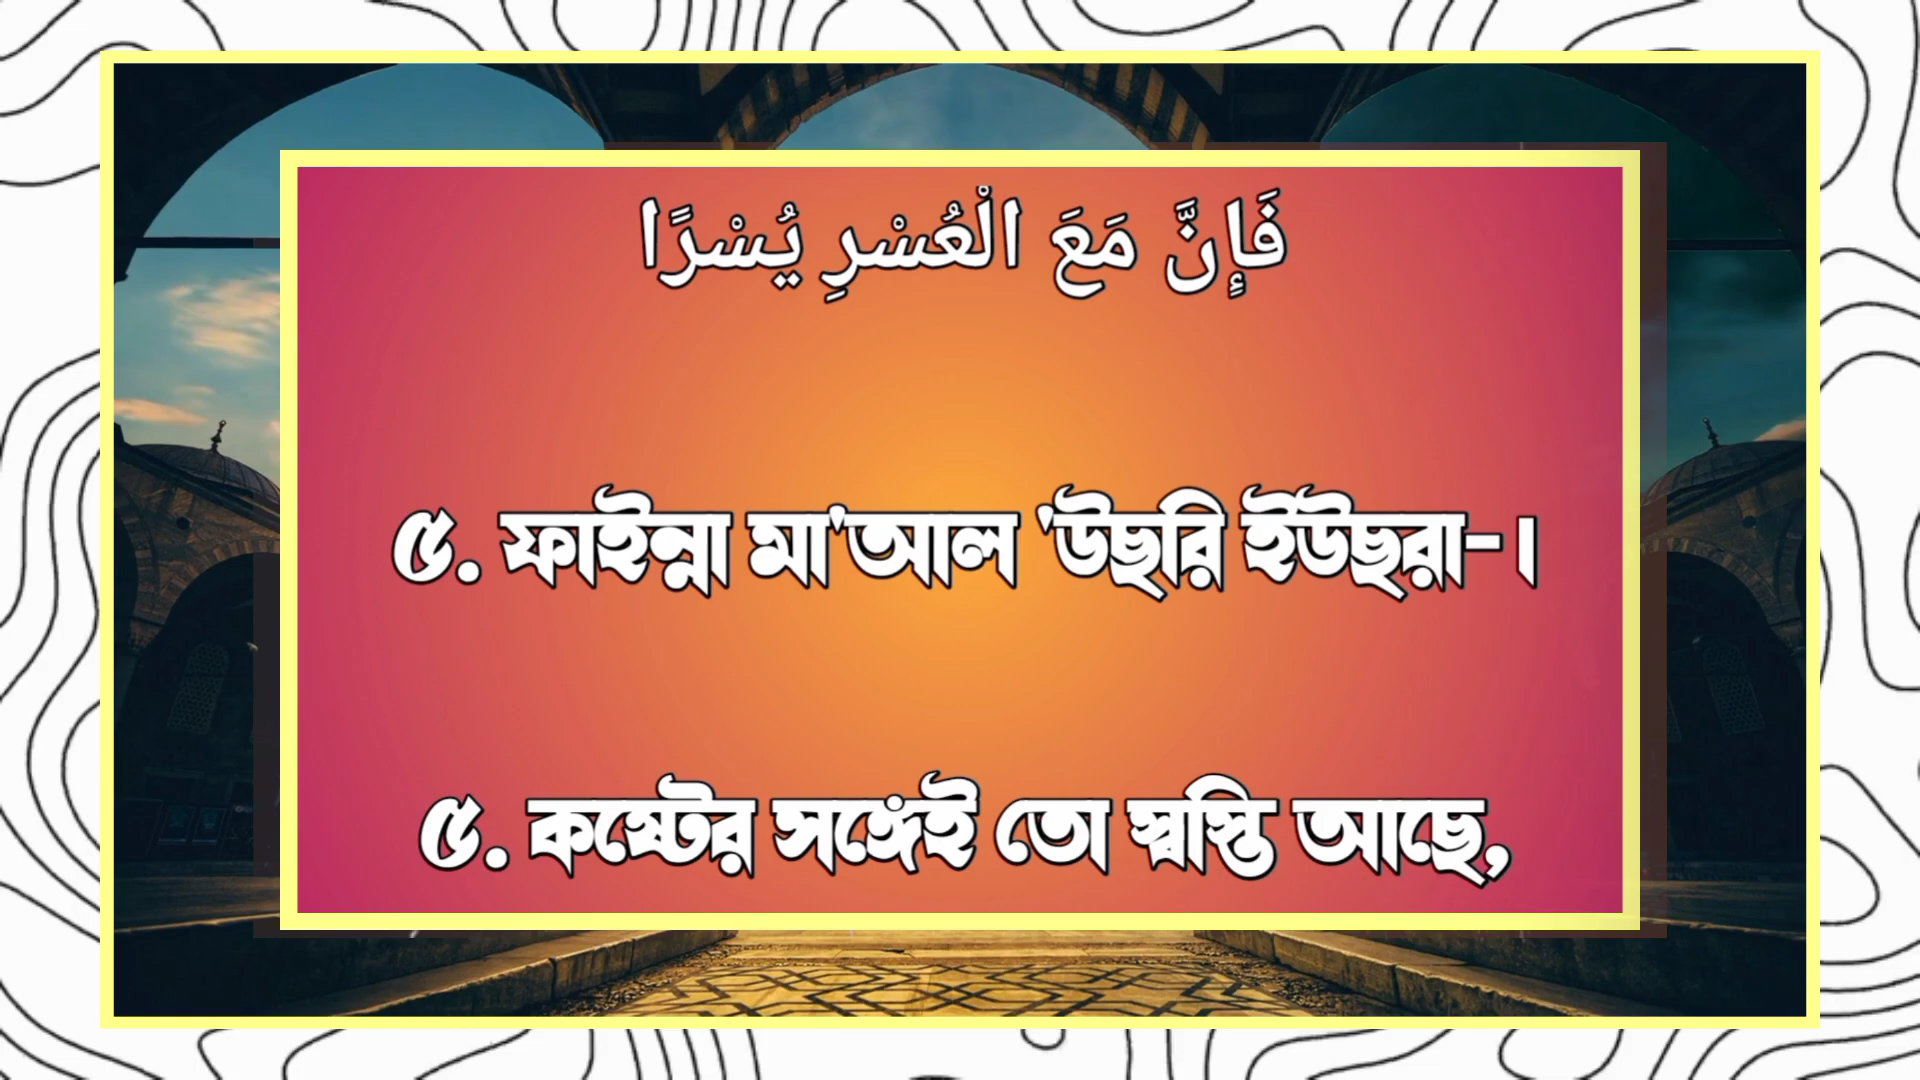 فَإِنَّ مَعَ الْعُسْرِ يُسْرًا
৫. ফাইন্না মা'আল 'উছরি ইউছরা-।
৫. কষ্টের সঙ্গেই তো স্বস্তি আছে,